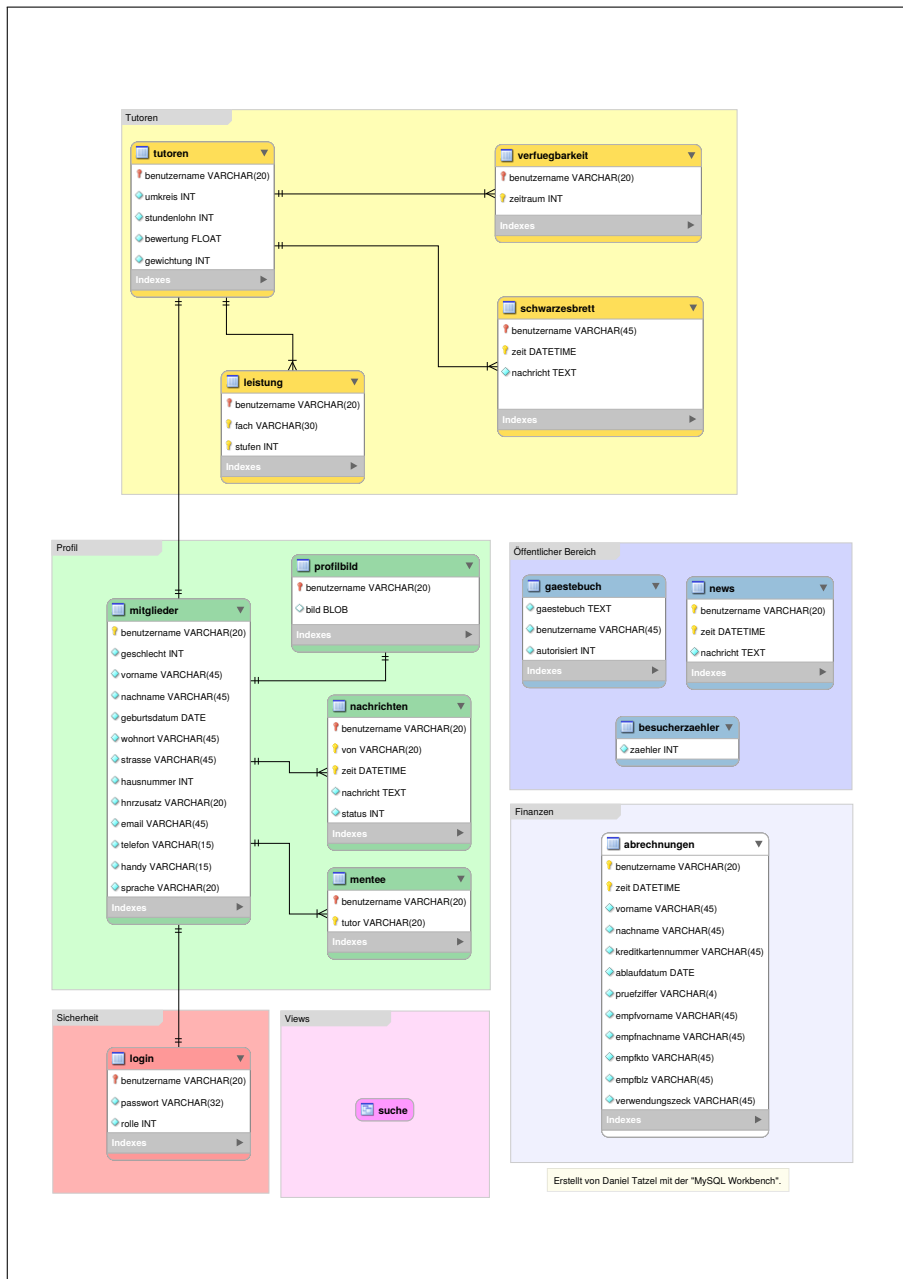 Tutoren
tutoren
benutzername VARCHAR(20)
umkreis INT
stundenlohn INT
bewertung FLOAT
gewichtung INT
Indexes
verfuegbarkeit
benutzername VARCHAR(20)
zeitraum INT
Indexes
schwarzesbrett
benutzername VARCHAR(45)
zeit DATETIME
nachricht TEXT
Indexes
leistung
benutzername VARCHAR(20)
fach VARCHAR(30)
stufen INT
Indexes
Profil
profilbild
benutzername VARCHAR(20)
bild BLOB
Indexes
mitglieder
benutzername VARCHAR(20)
geschlecht INT
vorname VARCHAR(45)
nachname VARCHAR(45)
geburtsdatum DATE
wohnort VARCHAR(45)
strasse VARCHAR(45)
hausnummer INT
hnrzusatz VARCHAR(20)
email VARCHAR(45)
telefon VARCHAR(15)
handy VARCHAR(15)
sprache VARCHAR(20)
Indexes
nachrichten
benutzername VARCHAR(20)
von VARCHAR(20)
zeit DATETIME
nachricht TEXT
status INT
Indexes
mentee
benutzername VARCHAR(20)
tutor VARCHAR(20)
Indexes
Öffentlicher Bereich
gaestebuch
gaestebuch TEXT
benutzername VARCHAR(45)
autorisiert INT
Indexes
news
benutzername VARCHAR(20)
zeit DATETIME
nachricht TEXT
Indexes
besucherzaehler
zaehler INT
Finanzen
abrechnungen
benutzername VARCHAR(20)
zeit DATETIME
vorname VARCHAR(45)
nachname VARCHAR(45)
kreditkartennummer VARCHAR(45)
ablaufdatum DATE
pruefziffer VARCHAR(4)
empfvorname VARCHAR(45)
empfnachname VARCHAR(45)
empfkto VARCHAR(45)
empfblz VARCHAR(45)
verwendungszeck VARCHAR(45)
Indexes
Sicherheit
login
benutzername VARCHAR(20)
passwort VARCHAR(32)
rolle INT
Indexes
Views
suche
Erstellt von Daniel Tatzel mit der "MySQL Workbench".